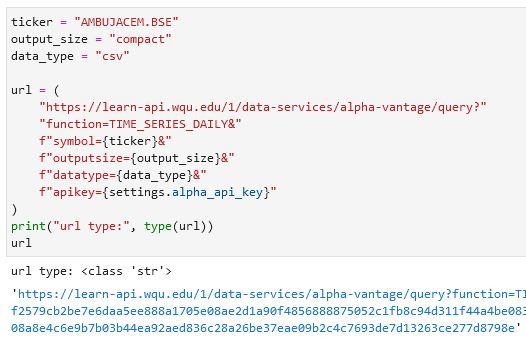 ticker = "AMBUJACEM.BSE"
output_size = "compact"
data_type = "csv"
url = (
"https://learn-api.wqu.edu/1/data-services/alpha-vantage/query?"
"function=TIME_SERIES_DAILY&"
f"symbol={ticker}&"
f"outputsize={output_size}&"
f"datatype={data_type}&"
f"apikey={settings.alpha_api_key}"
)
print("url type:", type(url))
url
url type: <class 'str'>
'https://learn-api.wqu.edu/1/data-services/alpha-vantage/query?function=TI
f2579cb2be7e6daa5ee888a1705e08ae2d1a90f4856888875052c1fb8c94d311f44a4be083
08a8e4c6e9b7b03b44ea92aed836c28a26be37eae09b2c4c7693de7d13263ce277d8798e'